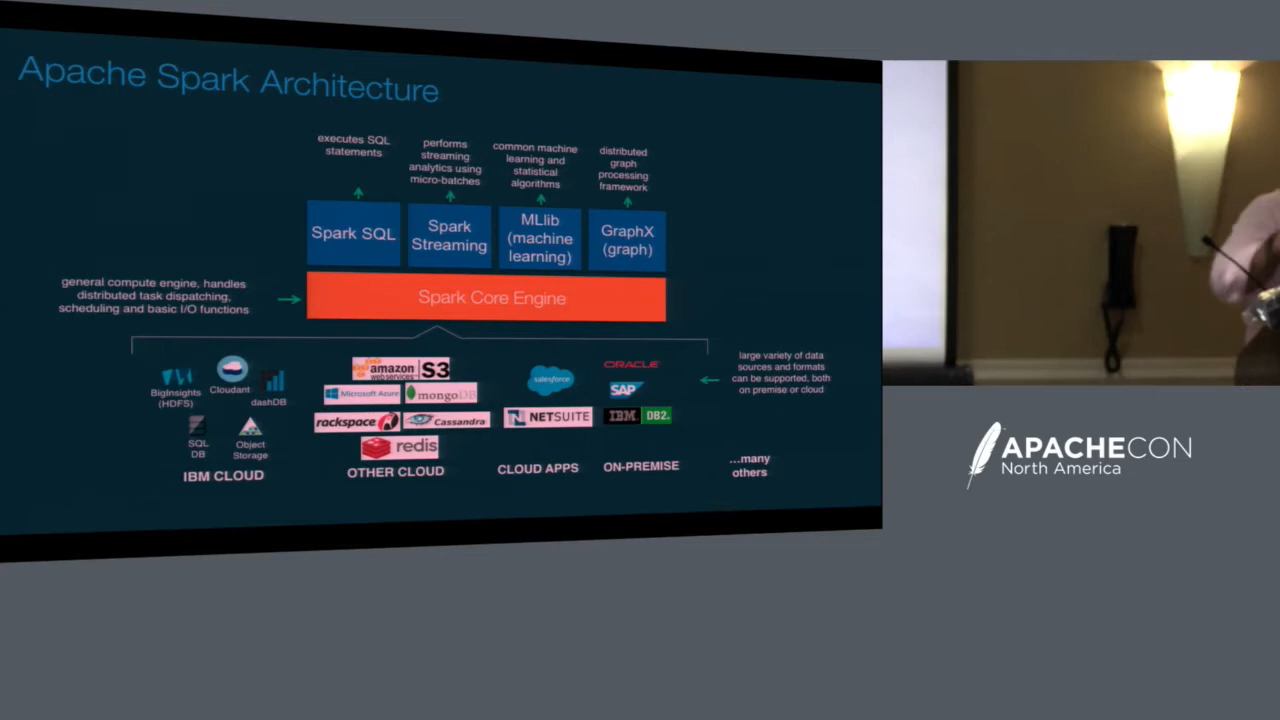 Apache Spark Architecture
executes SQL
statements
performs
streaming
analytics using
micro-batches
common machine
learning and
statistical
algorithms
distributed
graph
processing
framework
Spark SQL
Spark
Streaming
MLlib
(machine
learning)
GraphX
(graph)
general compute engine, handles
distributed task dispatching,
scheduling and basic I/O functions
Spark Core Engine
large variety of data
sources and formats
can be supported, both
on premise or cloud
BigInsights
(HDFS)
Cloudant
dashDB
SQL
DB
Object
Storage
IBM CLOUD
amazon
webservices
S3
Microsoft Azure
mongoDB
rackspace
Cassandra
redis
OTHER CLOUD
salesforce
NETSUITE
CLOUD APPS
ORACLE
SAP
IBM DB2.
ON-PREMISE
...many
others
APACHECON
North America